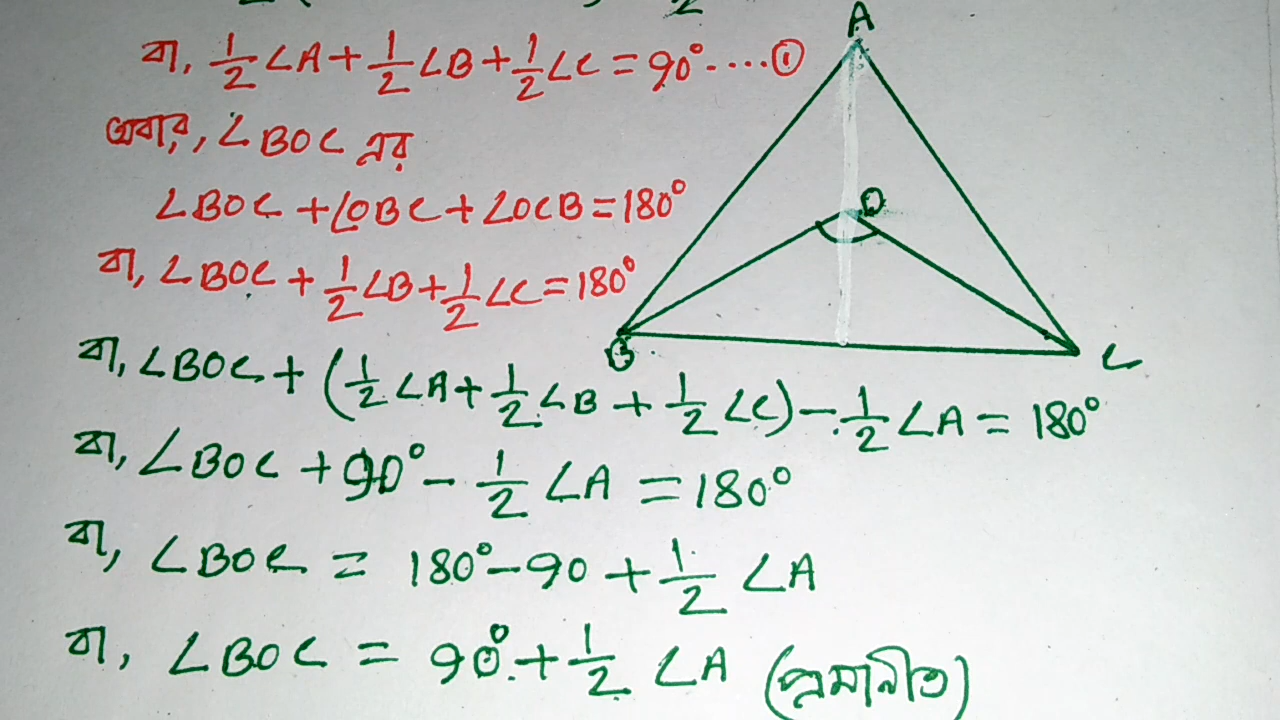 বা, 1/2 ∠A + 1/2 ∠B + 1/2 ∠C = 90° ....①
এবার, ∠BOC এর
∠BOC + ∠OBC + ∠OCB = 180°
বা, ∠BOC + 1/2 ∠B + 1/2 ∠C = 180°
বা, ∠BOC + (1/2 ∠A + 1/2 ∠B + 1/2 ∠C) - 1/2 ∠A = 180°
বা, ∠BOC + 90° - 1/2 ∠A = 180°
বা, ∠BOC = 180° - 90 + 1/2 ∠A
বা, ∠BOC = 90° + 1/2 ∠A (প্রমানীত)
A
O
B
C